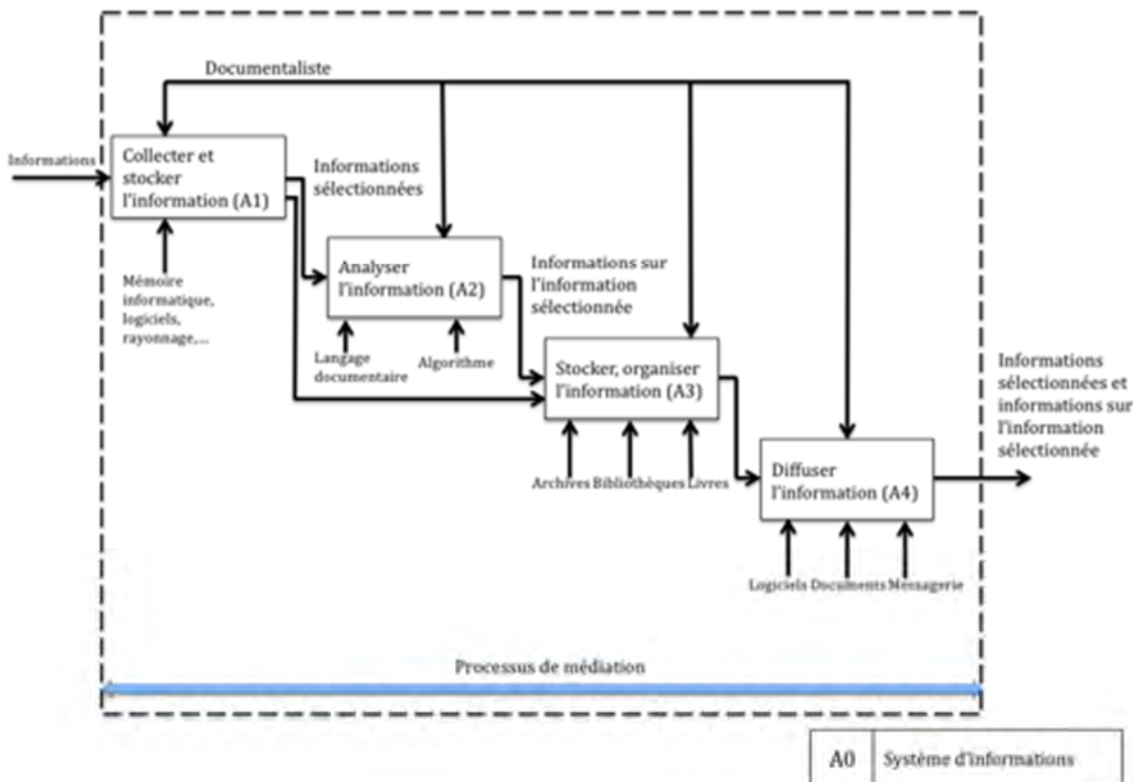 Documentaliste
Informations
Collecter et
stocker
l'information (A1)
Informations
sélectionnées
Mémoire
informatique,
logiciels,
rayonnage,...
Analyser
l'information (A2)
Informations sur
l'information
sélectionnée
Langage
documentaire
Algorithme
Stocker, organiser
l'information (A3)
Informations
sélectionnées et
informations sur
l'information
sélectionnée
Archives Bibliothèques Livres
Diffuser
l'information (A4)
Logiciels Documents Messagerie
Processus de médiation
A0 Système d'informations